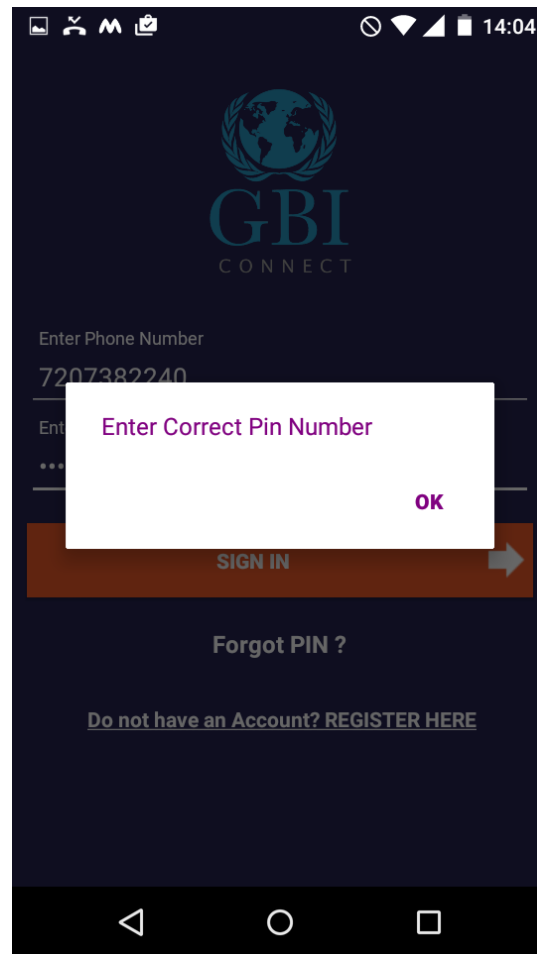 14:04
GBI
CONNECT
Enter Phone Number
7207382240
Ent
Enter Correct Pin Number
••••
OK
SIGN IN
Forgot PIN ?
Do not have an Account? REGISTER HERE